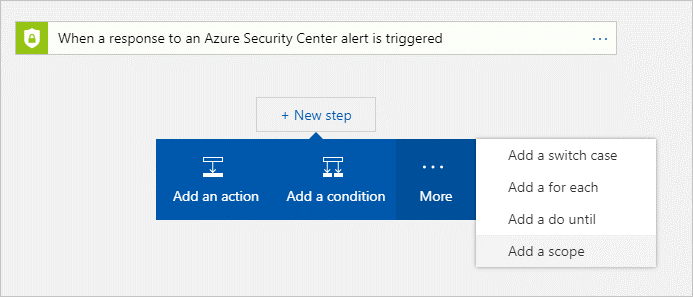 When a response to an Azure Security Center alert is triggered
+ New step
Add an action
Add a condition
More
Add a switch case
Add a for each
Add a do until
Add a scope